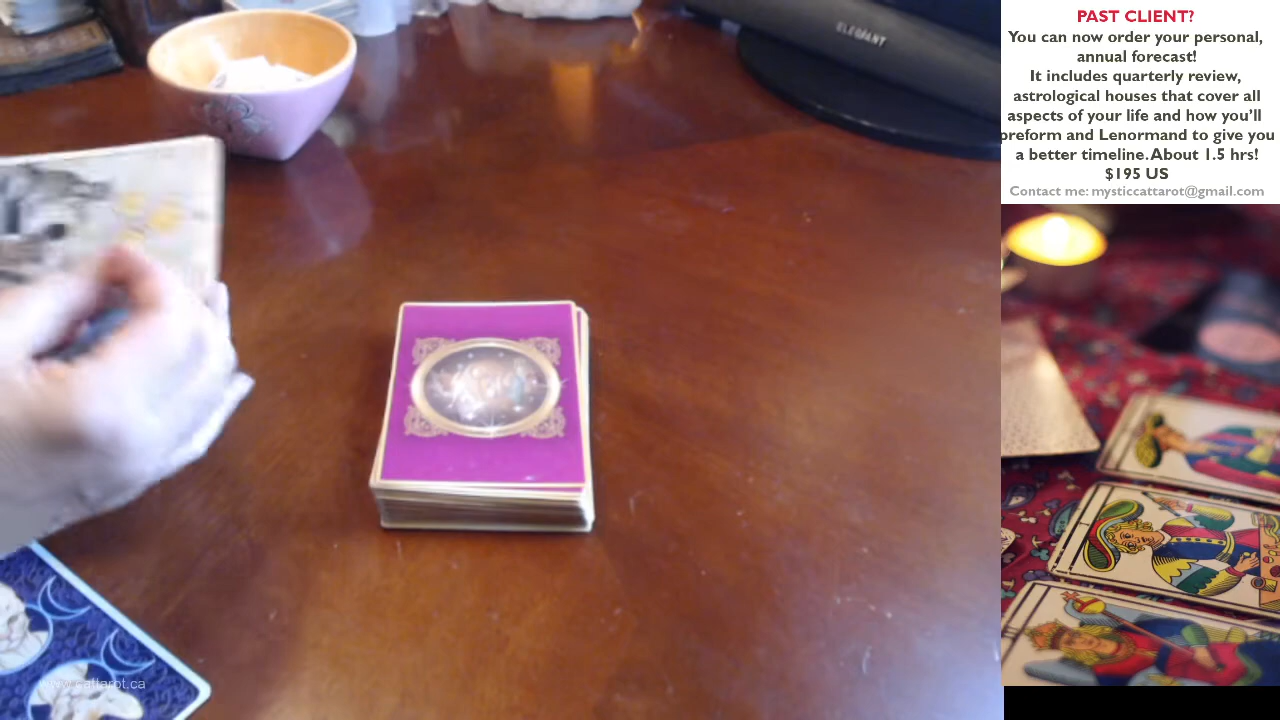 ELEGANT
PAST CLIENT?
You can now order your personal,
annual forecast!
It includes quarterly review,
astrological houses that cover all
aspects of your life and how you'll
preform and Lenormand to give you
a better timeline. About 1.5 hrs!
$195 US
Contact me: mysticcattarot@gmail.com
www.cattarot.ca